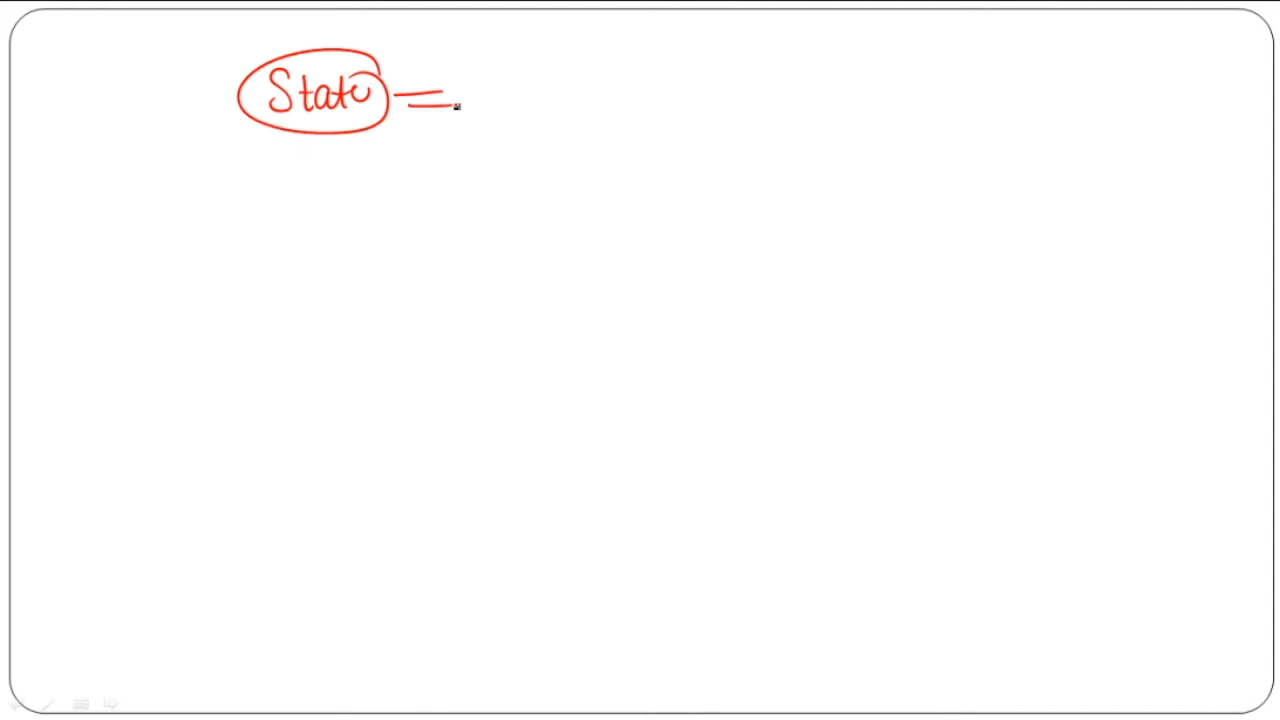 State =